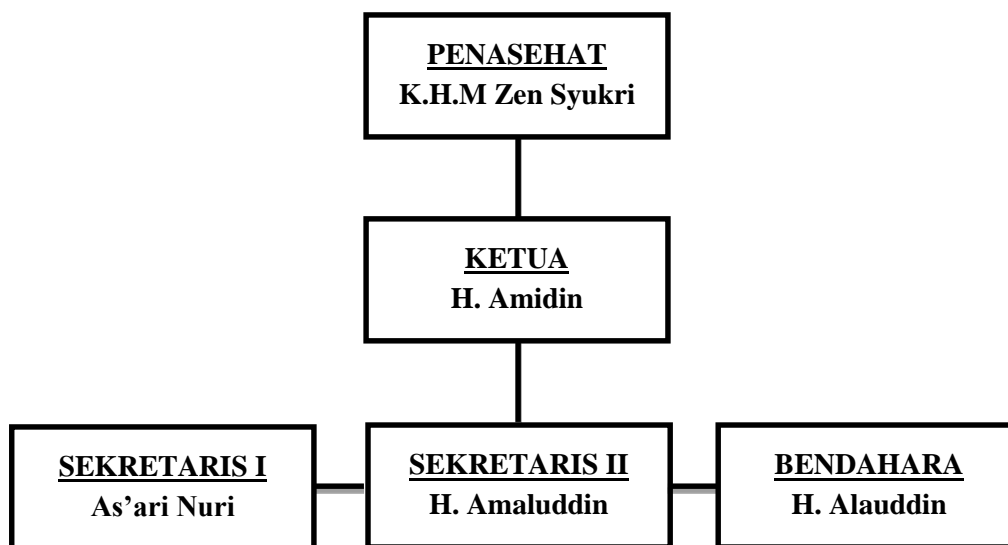 PENASEHAT
K.H.M Zen Syukri
KETUA
H. Amidin
SEKRETARIS I
As’ari Nuri
SEKRETARIS II
H. Amaluddin
BENDAHARA
H. Alauddin